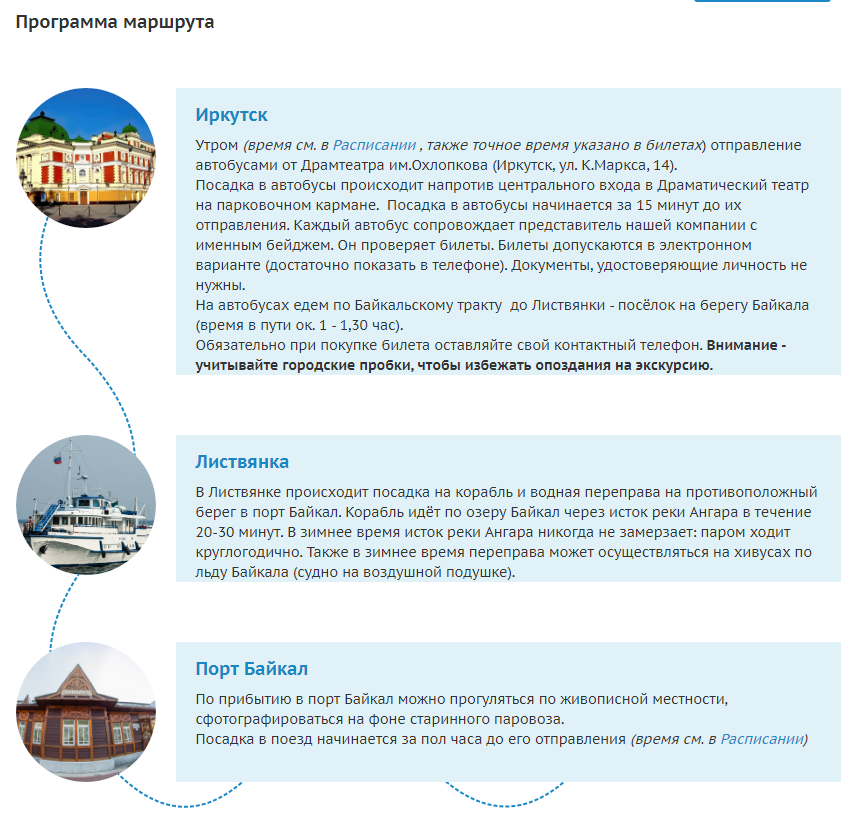 Программа маршрута
Иркутск
Утром (время см. в Расписании , также точное время указано в билетах) отправление
автобусами от Драмтеатра им.Охлопкова (Иркутск, ул. К.Маркса, 14).
Посадка в автобусы происходит напротив центрального входа в Драматический театр
на парковочном кармане.  Посадка в автобусы начинается за 15 минут до их
отправления. Каждый автобус сопровождает представитель нашей компании с
именным бейджем. Он проверяет билеты. Билеты допускаются в электронном
варианте (достаточно показать в телефоне). Документы, удостоверяющие личность не
нужны.
На автобусах едем по Байкальскому тракту  до Листвянки - посёлок на берегу Байкала
(время в пути ок. 1 - 1,30 час).
Обязательно при покупке билета оставляйте свой контактный телефон. Внимание -
учитывайте городские пробки, чтобы избежать опоздания на экскурсию.
Листвянка
В Листвянке происходит посадка на корабль и водная переправа на противоположный
берег в порт Байкал. Корабль идёт по озеру Байкал через исток реки Ангара в течение
20-30 минут. В зимнее время исток реки Ангара никогда не замерзает: паром ходит
круглогодично. Также в зимнее время переправа может осуществляться на хивусах по
льду Байкала (судно на воздушной подушке).
Порт Байкал
По прибытию в порт Байкал можно прогуляться по живописной местности,
сфотографироваться на фоне старинного паровоза.
Посадка в поезд начинается за пол часа до его отправления (время см. в Расписании)